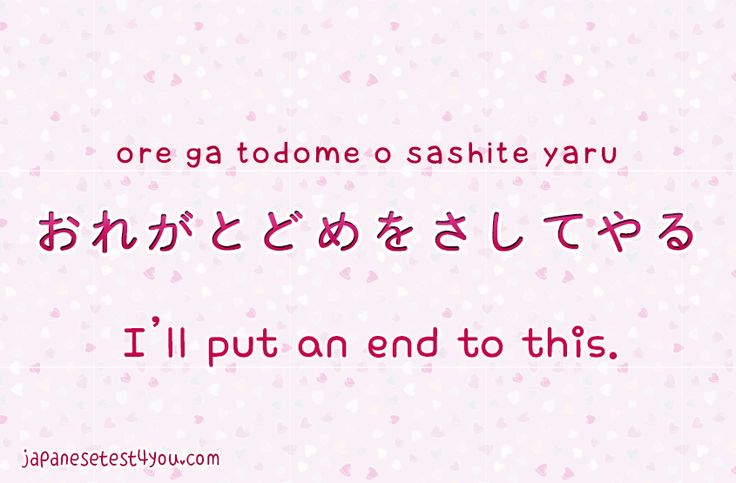 ore ga todome o sashite yaru
おれがとどめをさしてやる
I'll put an end to this.
japanesetest4you.com